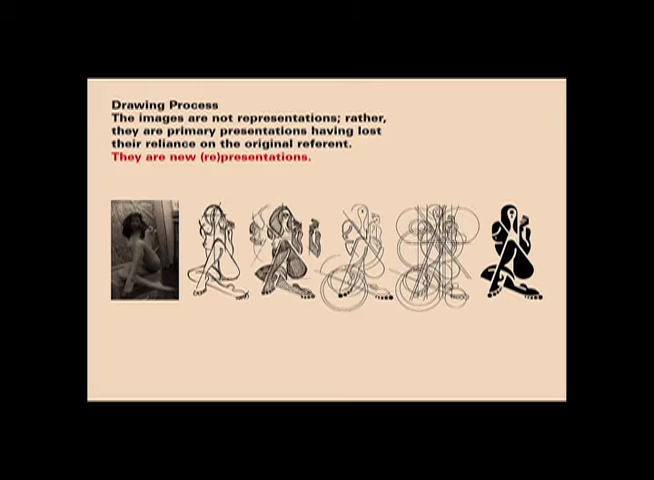 Drawing Process
The images are not representations; rather,
they are primary presentations having lost
their reliance on the original referent.
They are new (re)presentations.